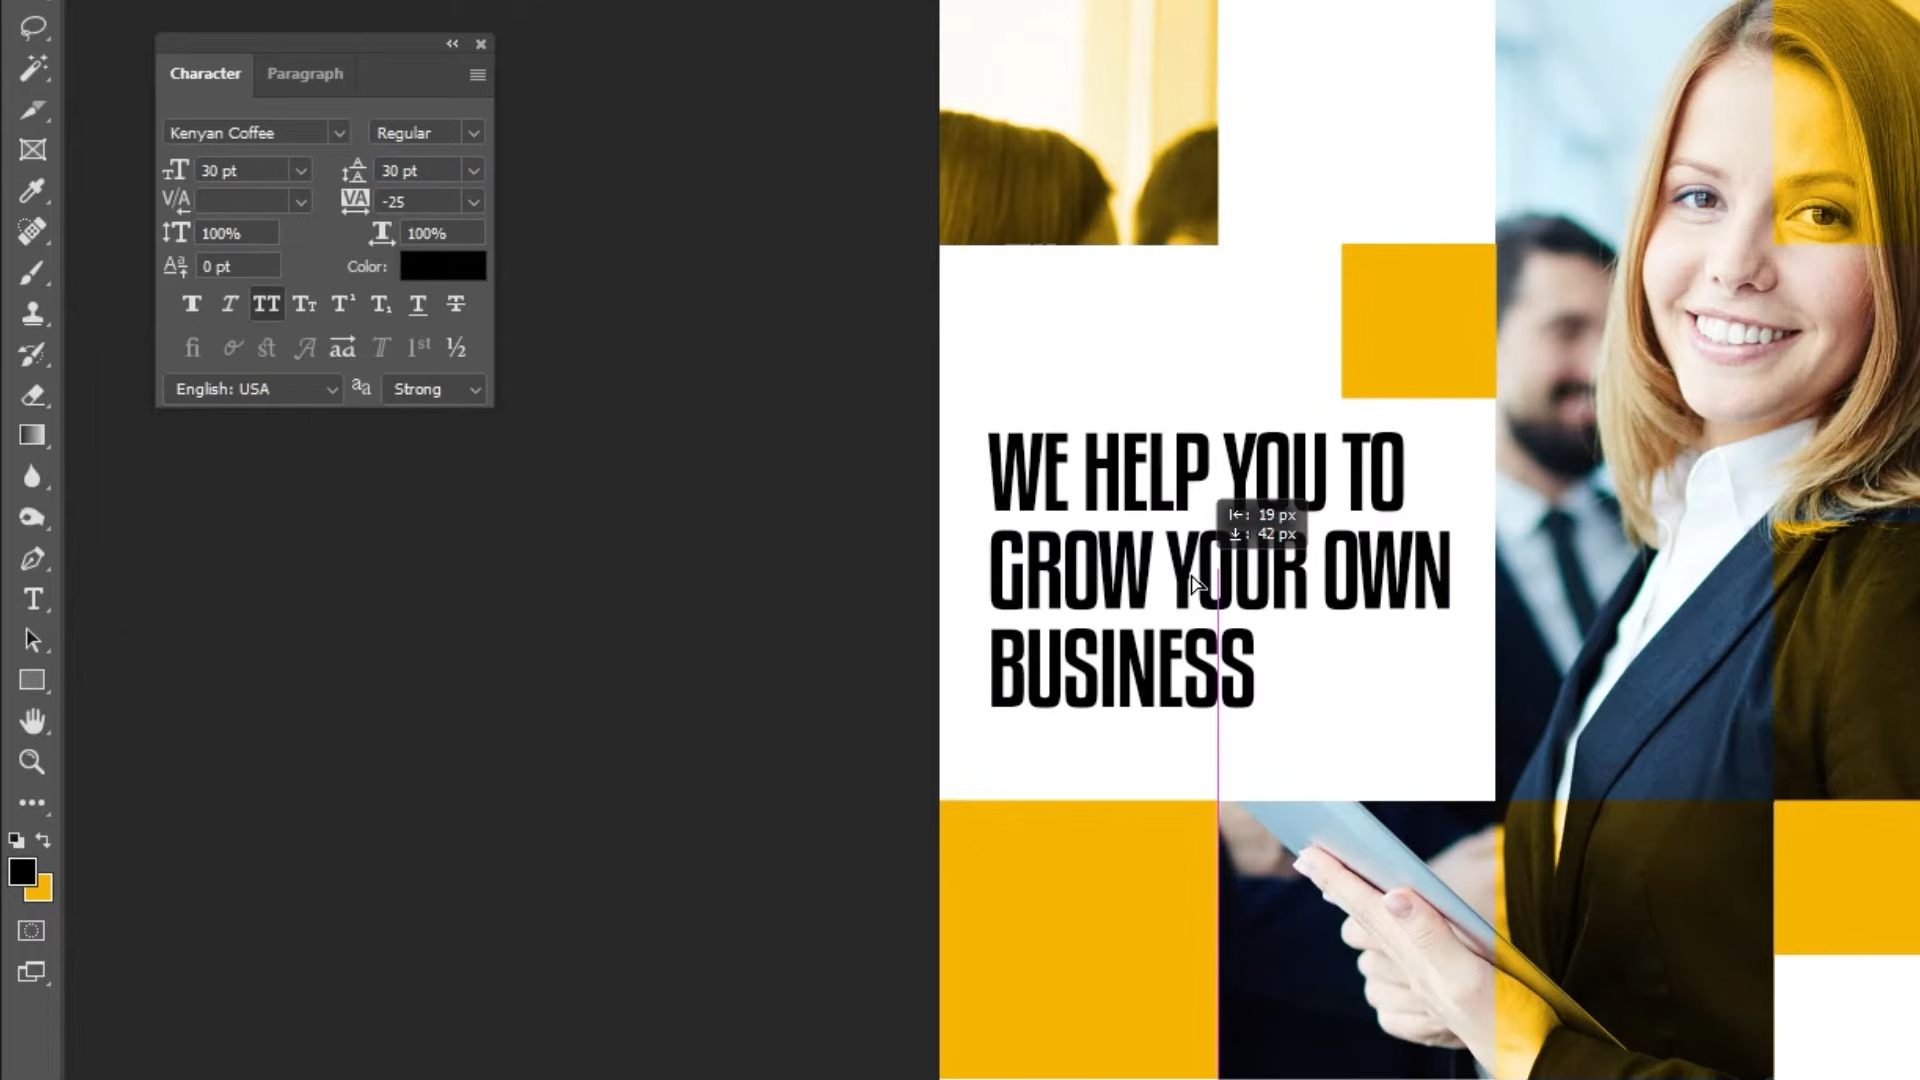 Character Paragraph
Kenyan Coffee Regular
30 pt 30 pt
-25
100% 100%
0 pt Color:
English: USA Strong
WE HELP YOU TO
19 px
42 px
GROW YOUR OWN
BUSINESS